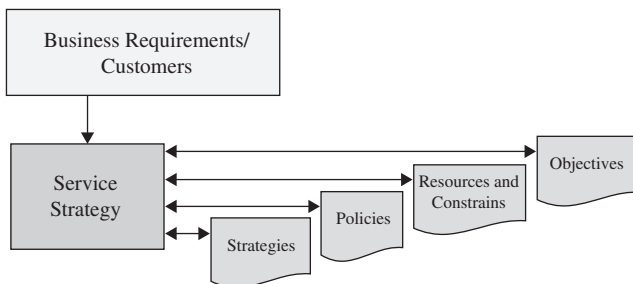 Business Requirements/
Customers
Service
Strategy
Objectives
Resources and
Constrains
Policies
Strategies